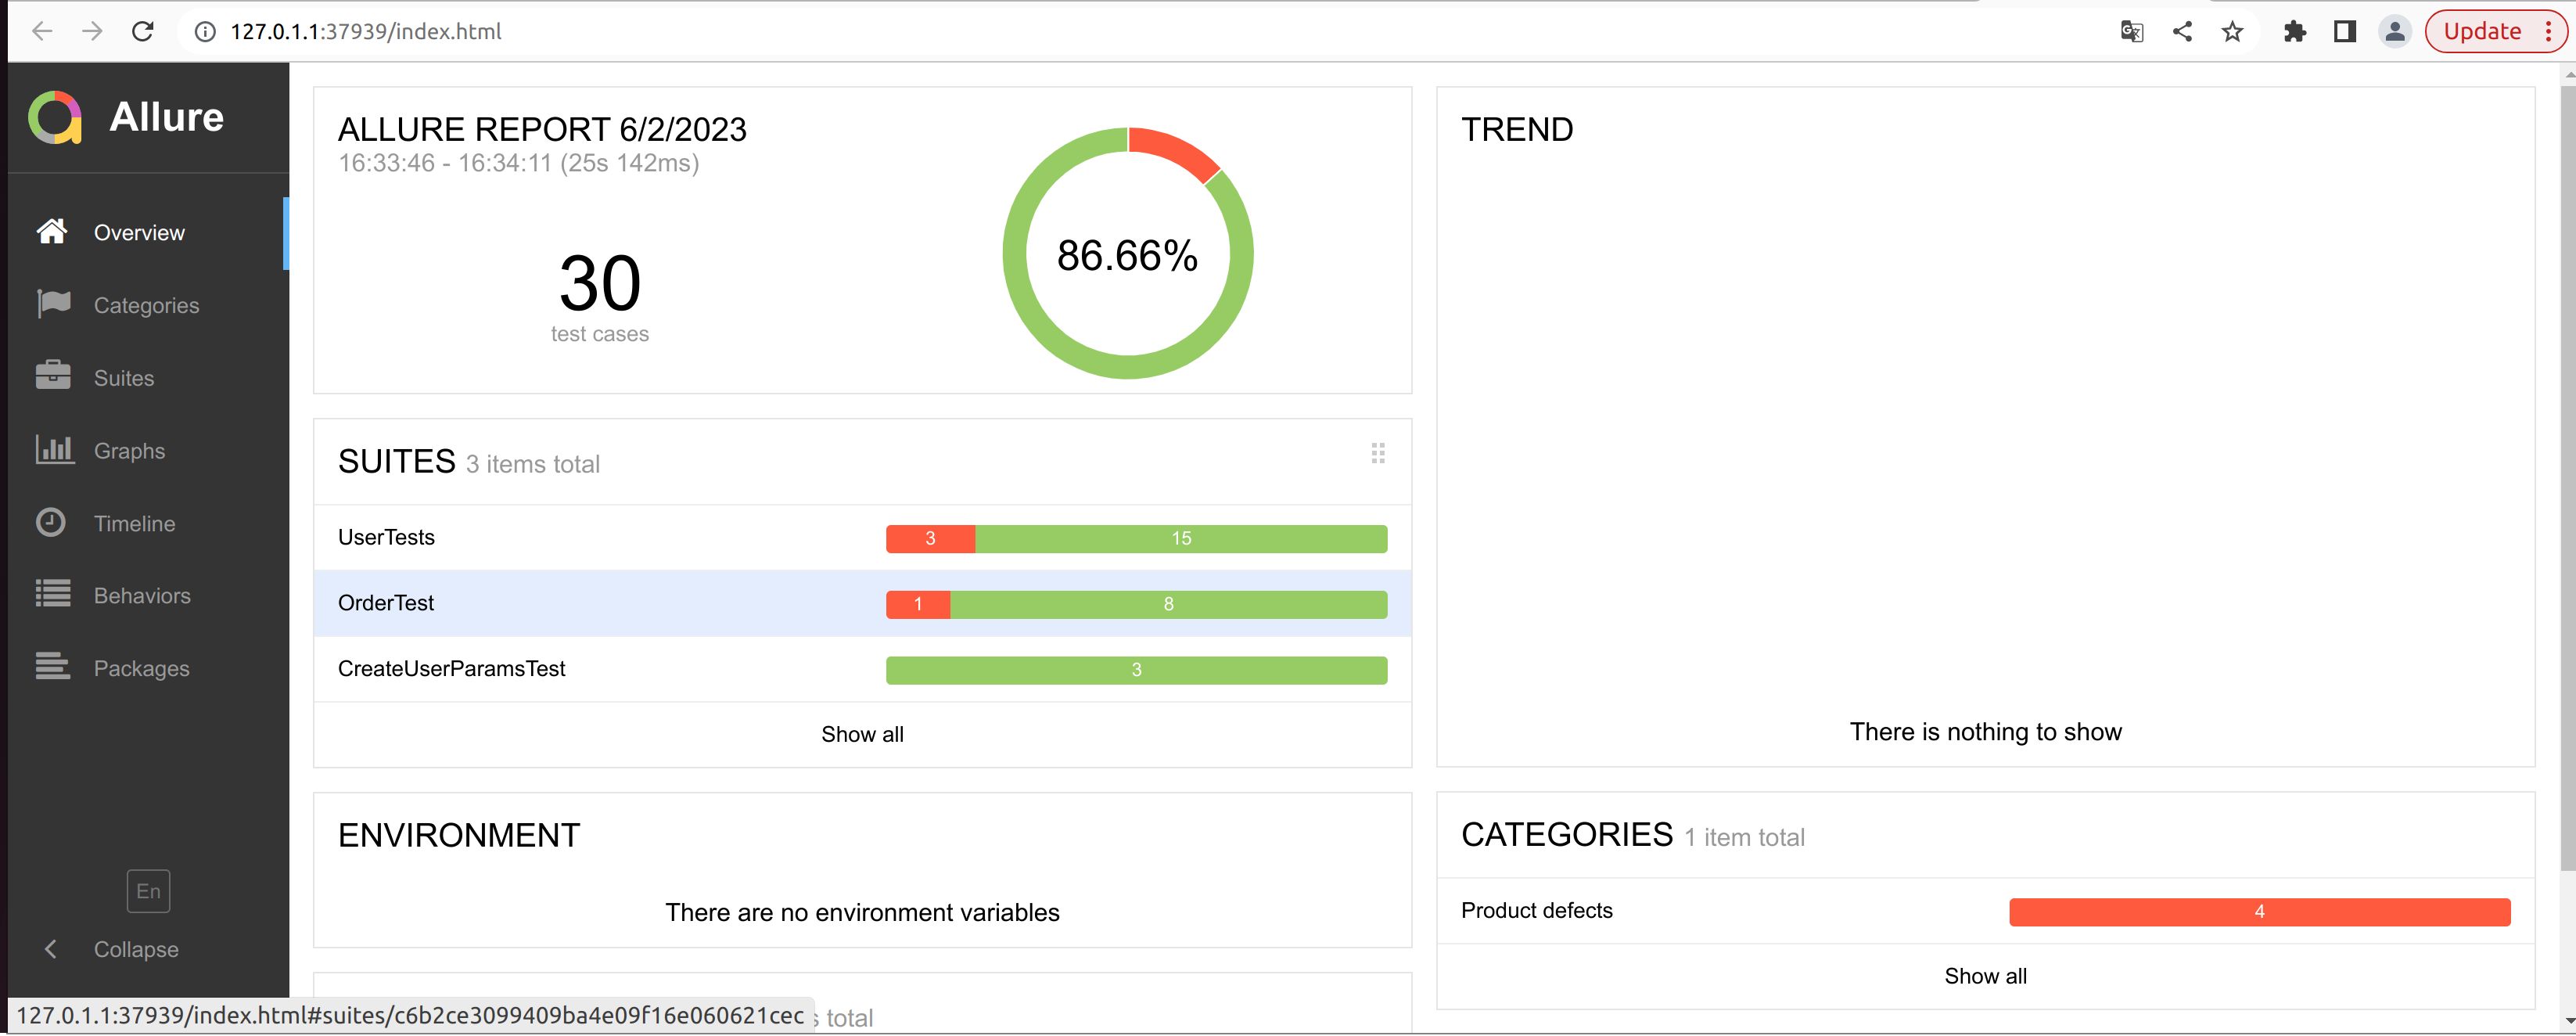 127.0.1.1:37939/index.html
Update
Allure
Overview
Categories
Suites
Graphs
Timeline
Behaviors
Packages
En
Collapse
ALLURE REPORT 6/2/2023
16:33:46 - 16:34:11 (25s 142ms)
30
test cases
86.66%
SUITES 3 items total
UserTests 3 15
OrderTest 1 8
CreateUserParamsTest 3
Show all
ENVIRONMENT
There are no environment variables
TREND
There is nothing to show
CATEGORIES 1 item total
Product defects 4
Show all
127.0.1.1:37939/index.html#suites/c6b2ce3099409ba4e09f16e060621cec
total